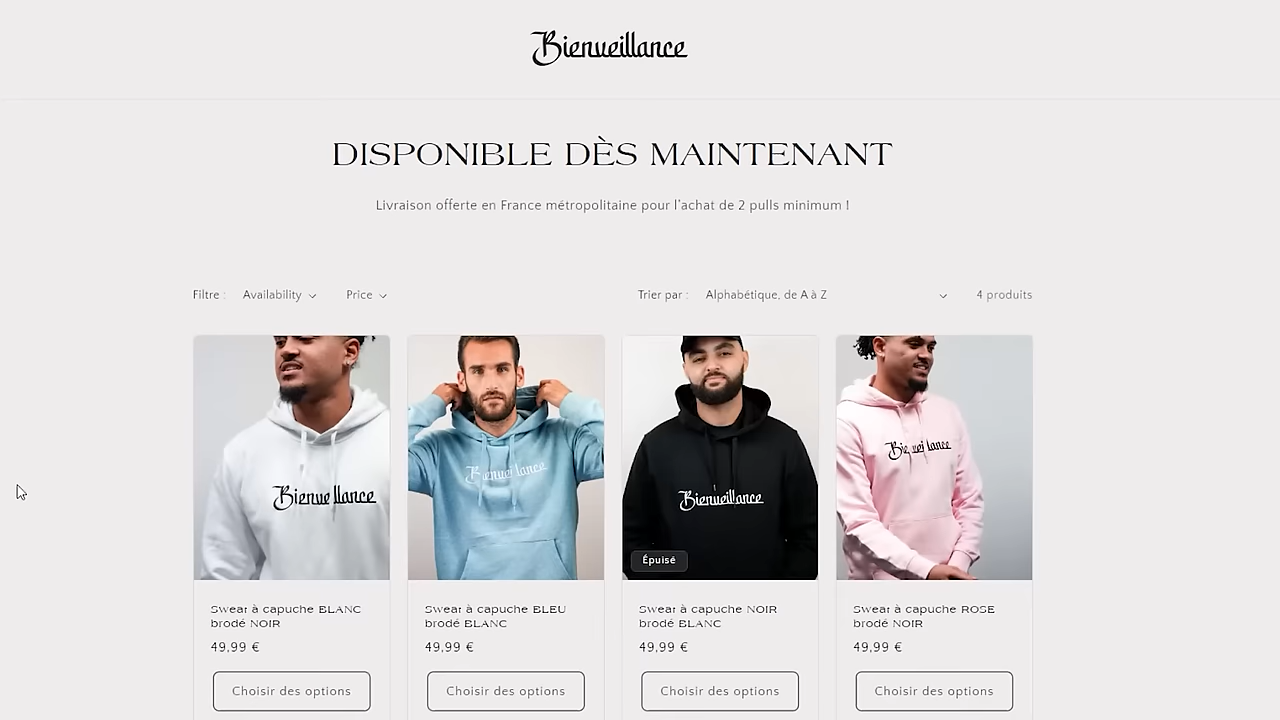 Bienveillance
DISPONIBLE DÈS MAINTENANT
Livraison offerte en France métropolitaine pour l'achat de 2 pulls minimum !
Filtre : Availability Price Trier par : Alphabétique, de A à Z 4 produits
Bienveillance
Bienveillance
Bienveillance
Bienveillance
Épuisé
Swear à capuche BLANC
brodé NOIR
49,99 €
Choisir des options
Swear à capuche BLEU
brodé BLANC
49,99 €
Choisir des options
Swear à capuche NOIR
brodé BLANC
49,99 €
Choisir des options
Swear à capuche ROSE
brodé NOIR
49,99 €
Choisir des options